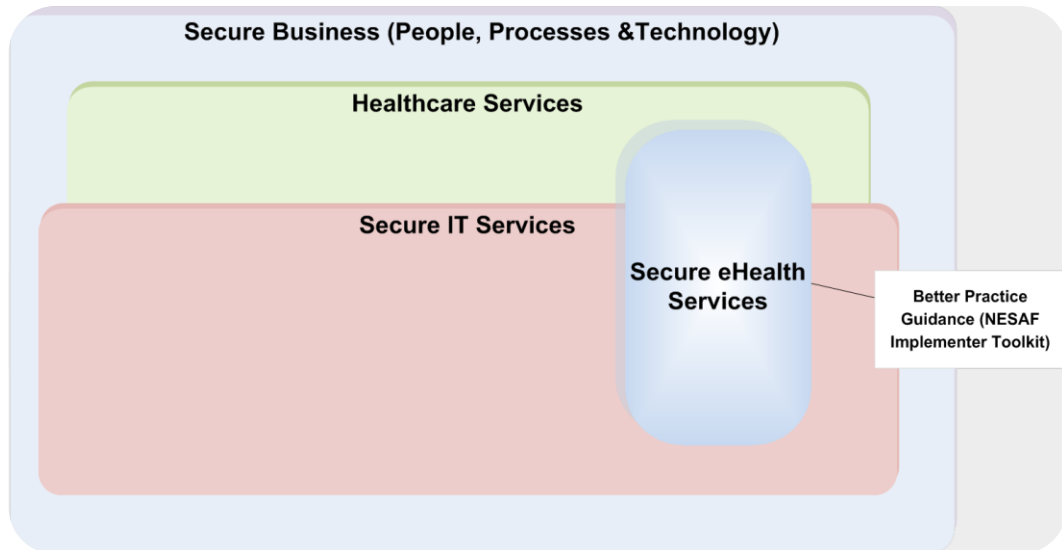 Secure Business (People, Processes &Technology)
Healthcare Services
Secure IT Services
Secure eHealth
Services
Better Practice
Guidance (NESAF
Implementer Toolkit)